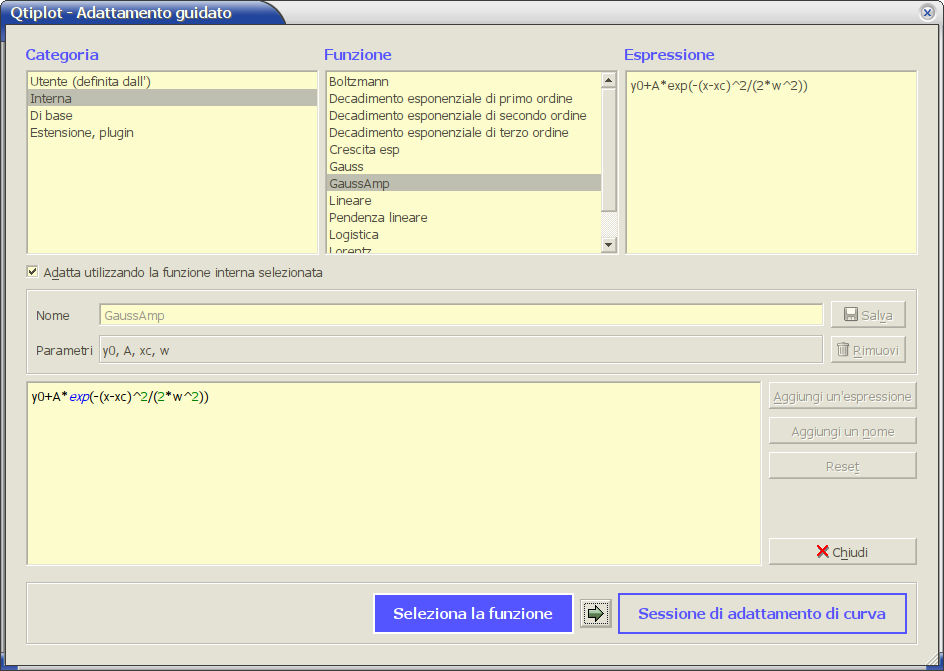 Qtiplot - Adattamento guidato
Categoria
Utente (definita dall')
Interna
Di base
Estensione, plugin
Funzione
Boltzmann
Decadimento esponenziale di primo ordine
Decadimento esponenziale di secondo ordine
Decadimento esponenziale di terzo ordine
Crescita esp
Gauss
GaussAmp
Lineare
Pendenza lineare
Logistica
Lorentz
Espressione
y0+A*exp(-(x-xc)^2/(2*w^2))
Adatta utilizzando la funzione interna selezionata
Nome GaussAmp Salva
Parametri y0, A, xc, w Rimuovi
y0+A*exp(-(x-xc)^2/(2*w^2))
Aggiungi un'espressione
Aggiungi un nome
Reset
Chiudi
Seleziona la funzione Sessione di adattamento di curva